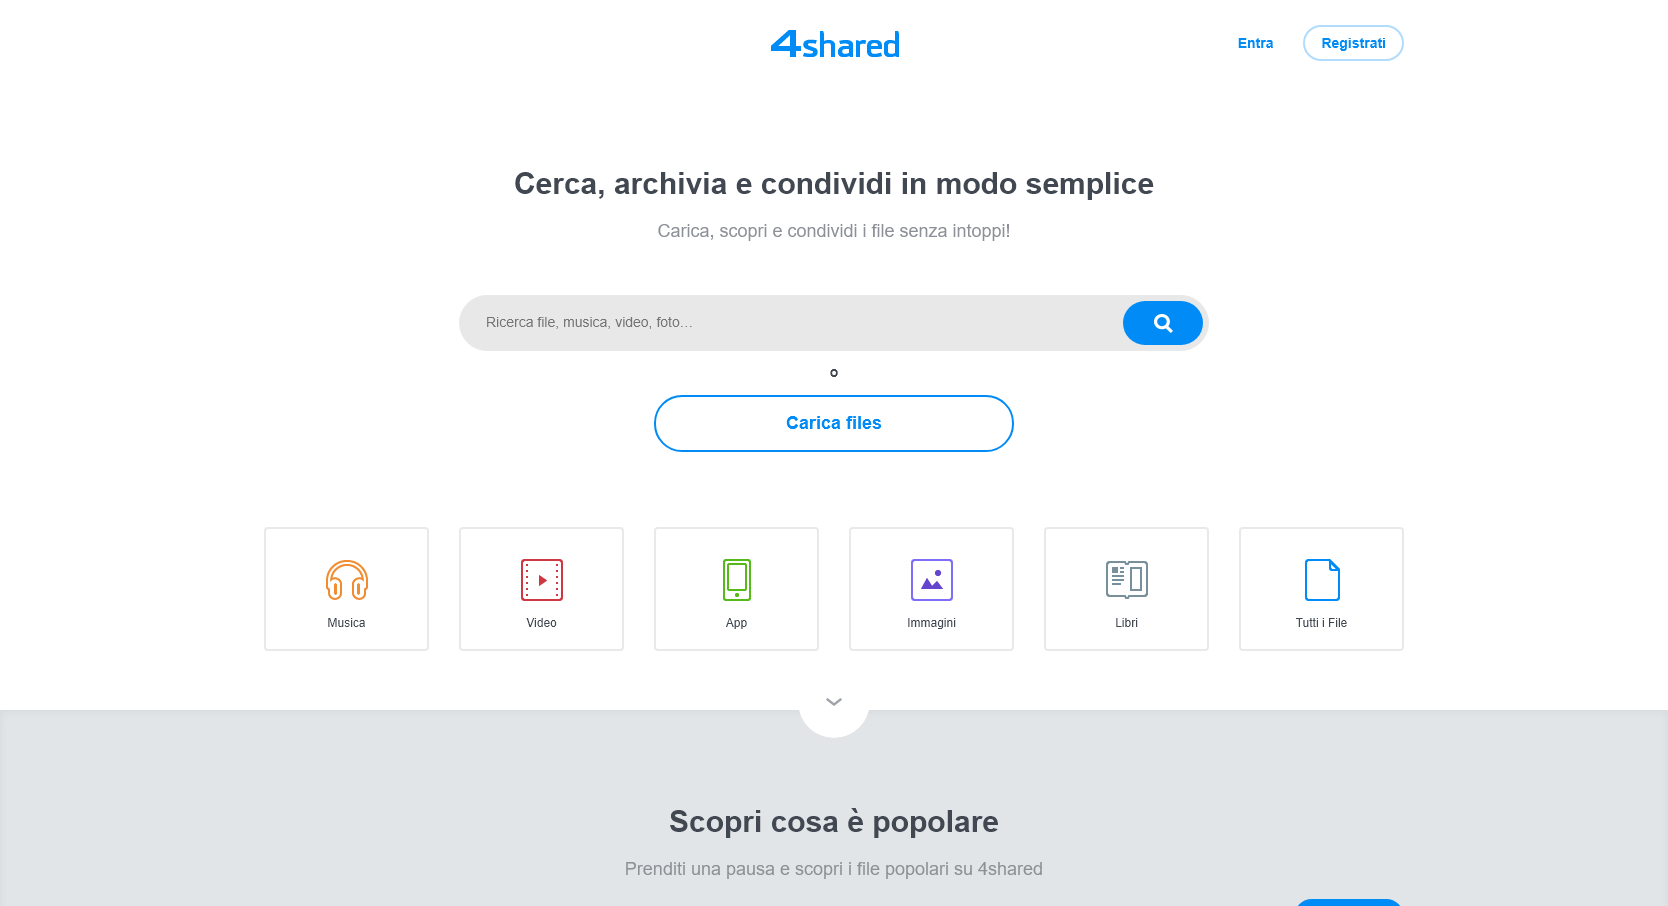 4shared
Entra
Registrati
Cerca, archivia e condividi in modo semplice
Carica, scopri e condividi i file senza intoppi!
Ricerca file, musica, video, foto...
o
Carica files
Musica
Video
App
Immagini
Libri
Tutti i File
Scopri cosa è popolare
Prenditi una pausa e scopri i file popolari su 4shared